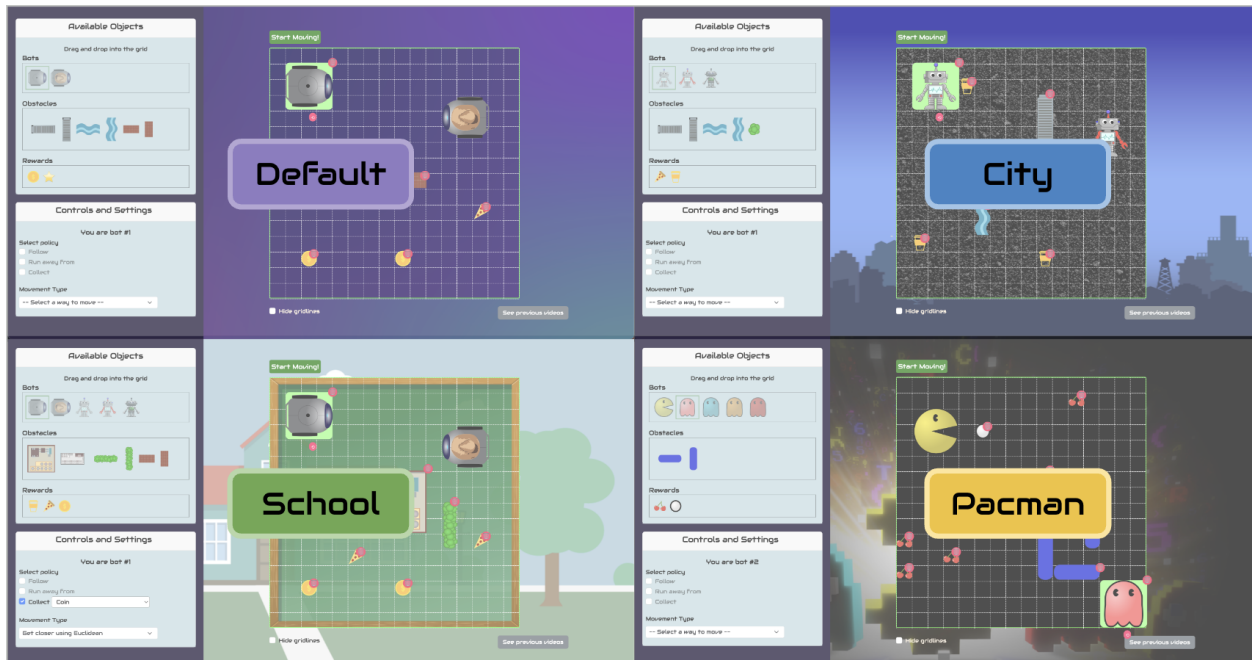 Available Objects
Drag and drop into the grid
Bots
Obstacles
Rewards
Controls and Settings
You are bot #1
Select policy
Follow
Run away from
Collect
Movement Type
-- Select a way to move --
Start Moving!
Default
Hide gridlines
See previous videos
Available Objects
Drag and drop into the grid
Bots
Obstacles
Rewards
Controls and Settings
You are bot #1
Select policy
Follow
Run away from
Collect
Movement Type
-- Select a way to move --
Start Moving!
City
Hide gridlines
See previous videos
Available Objects
Drag and drop into the grid
Bots
Obstacles
Rewards
Controls and Settings
You are bot #1
Select policy
Follow
Run away from
Collect Coin
Movement Type
Get closer using Euclidean
Start Moving!
School
Hide gridlines
See previous videos
Available Objects
Drag and drop into the grid
Bots
Obstacles
Rewards
Controls and Settings
You are bot #2
Select policy
Follow
Run away from
Collect
Movement Type
-- Select a way to move --
Start Moving!
Pacman
Hide gridlines
See previous videos